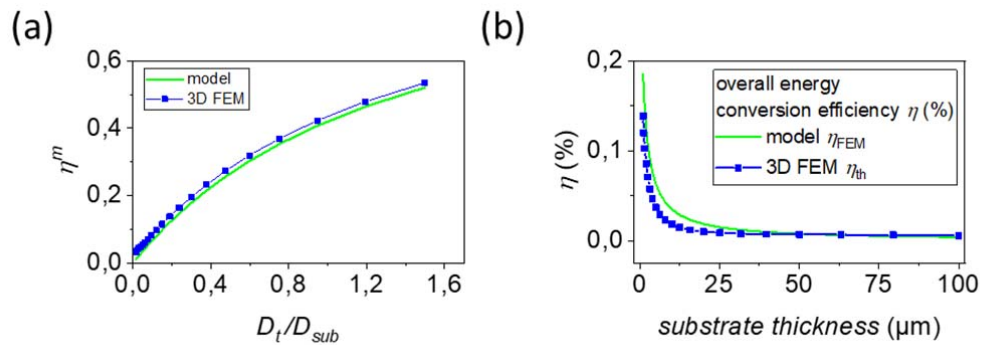 (a)
0,6
0,4
0,2
0,0
η^m
model
3D FEM
0,0 0,4 0,8 1,2 1,6
D_t/D_sub
(b)
0,2
0,1
0,0
η (%)
overall energy
conversion efficiency η (%)
model η_FEM
3D FEM η_th
0 25 50 75 100
substrate thickness (μm)